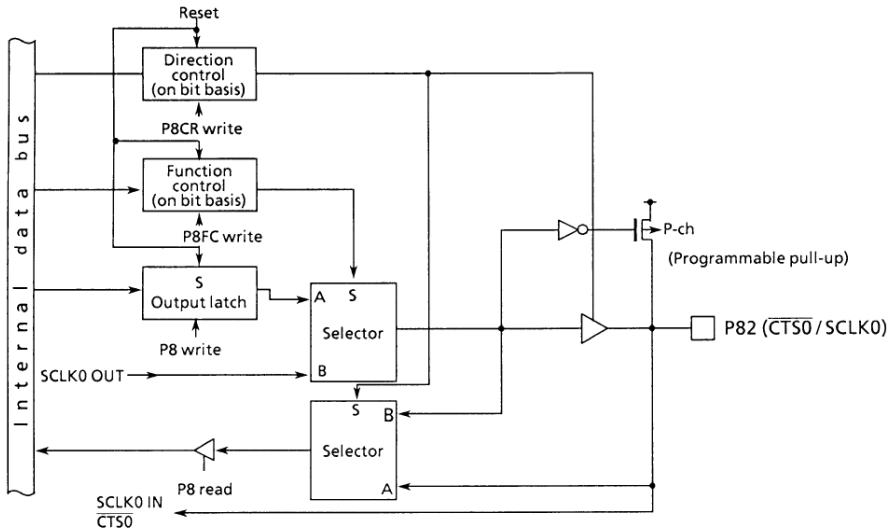 Reset
Internal data bus
Direction
control
(on bit basis)
P8CR write
Function
control
(on bit basis)
P8FC write
S
Output latch
P8 write
SCLK0 OUT
A
S
Selector
B
P-ch
(Programmable pull-up)
P82 (CTS0/SCLK0)
S
B
Selector
A
P8 read
SCLK0 IN
CTS0